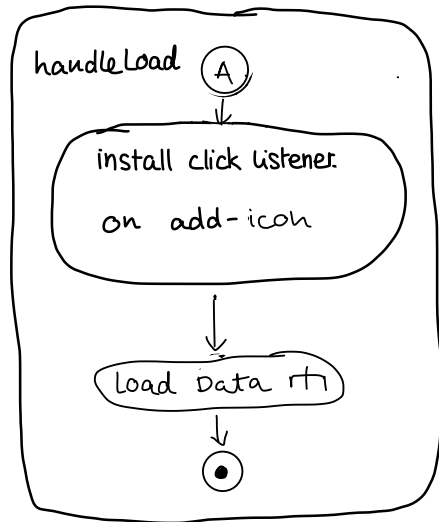 handleLoad
A
install click listener.
on add-icon
Load Data